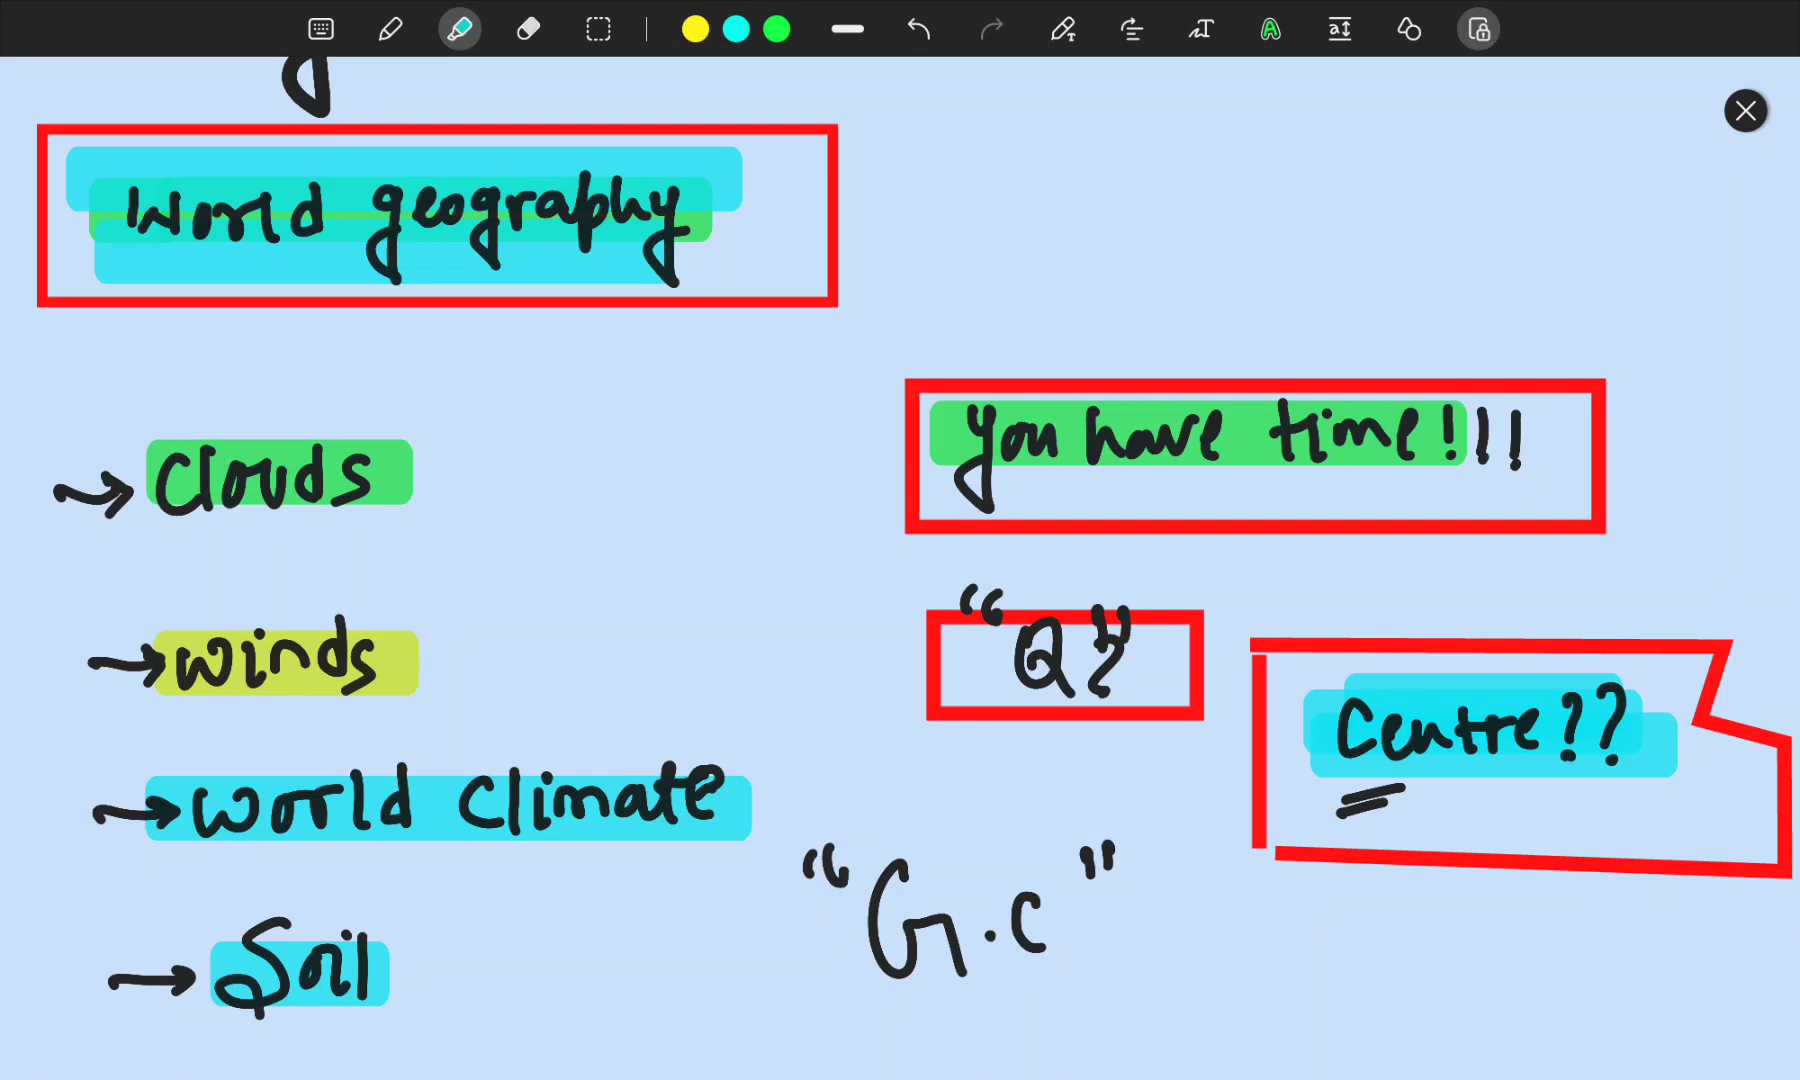 World geography
→ Clouds
→ winds
→ world climate
→ Soil
you have time!!!
"Q?"
Centre??
"G.C"